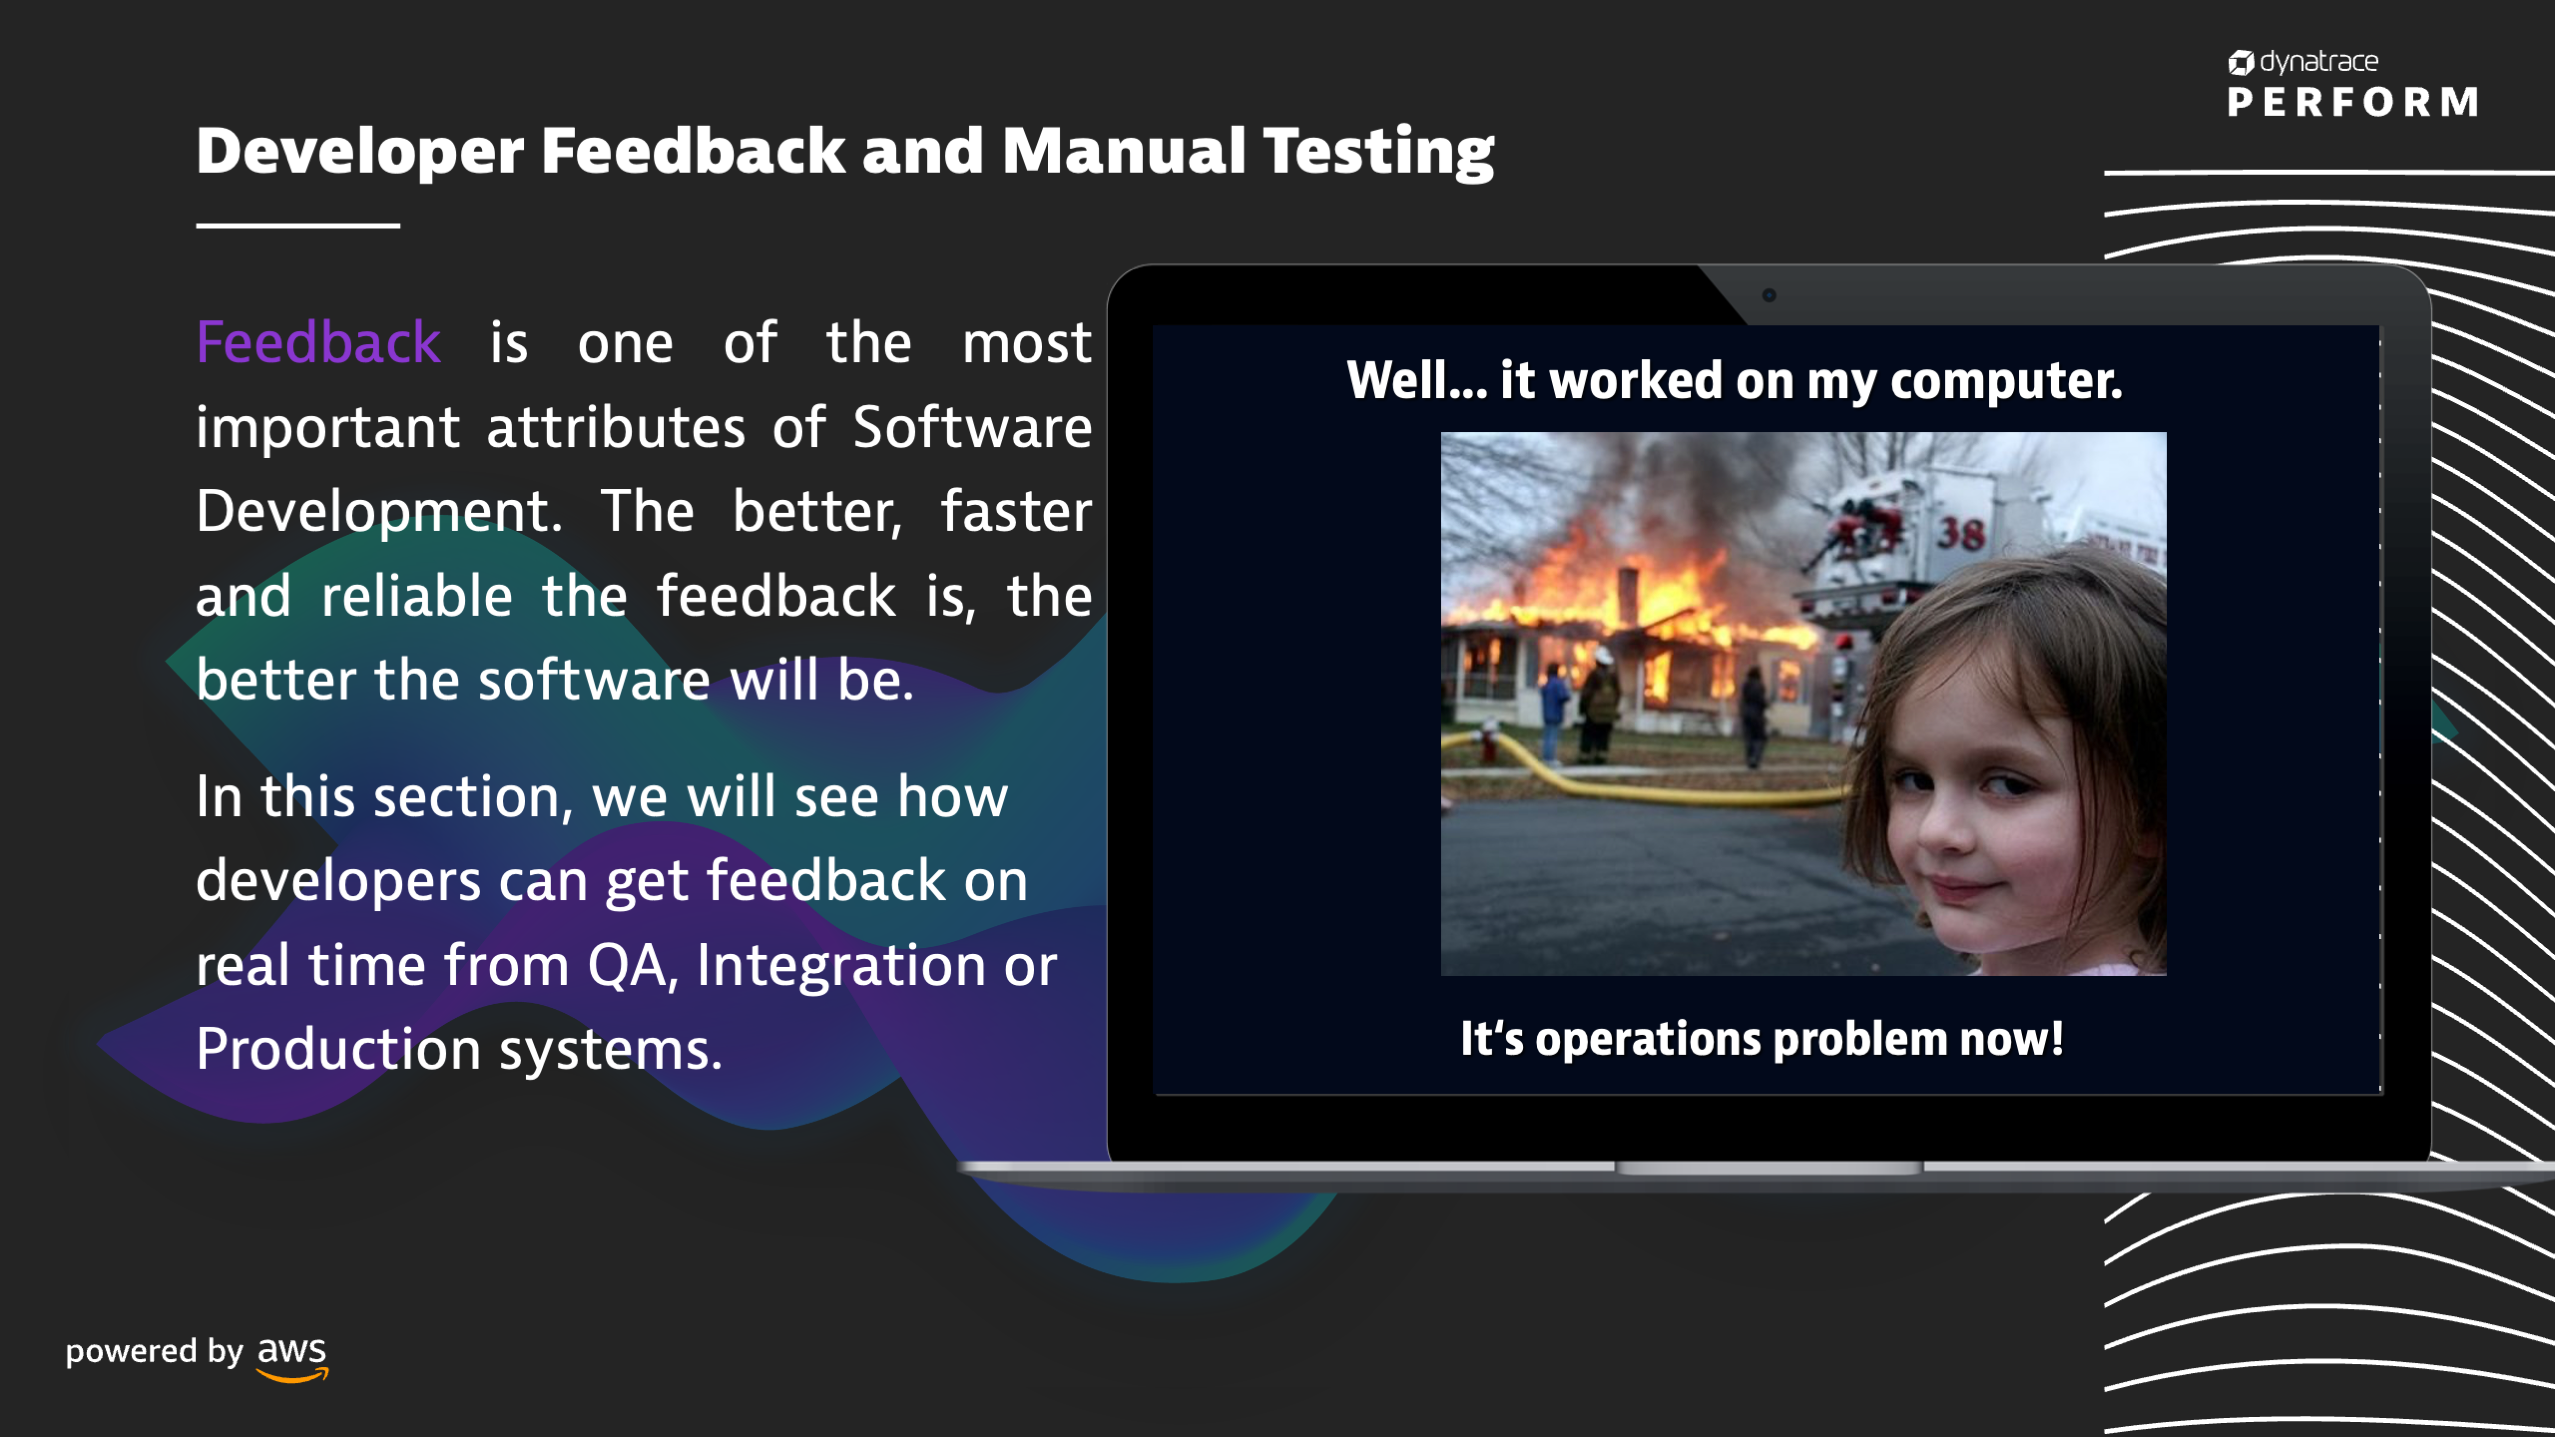 dynatrace
PERFORM
Developer Feedback and Manual Testing
Feedback is one of the most
important attributes of Software
Development. The better, faster
and reliable the feedback is, the
better the software will be.
In this section, we will see how
developers can get feedback on
real time from QA, Integration or
Production systems.
Well... it worked on my computer.
38
It‘s operations problem now!
powered by aws